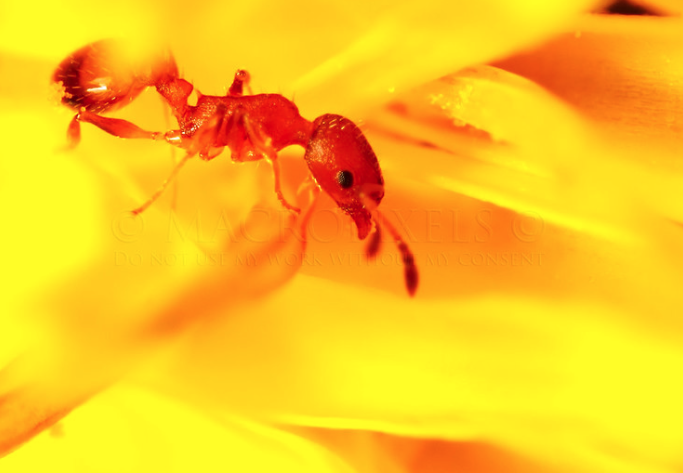 © MACROPIXELS ©
DO NOT USE MY WORK WITHOUT MY CONSENT